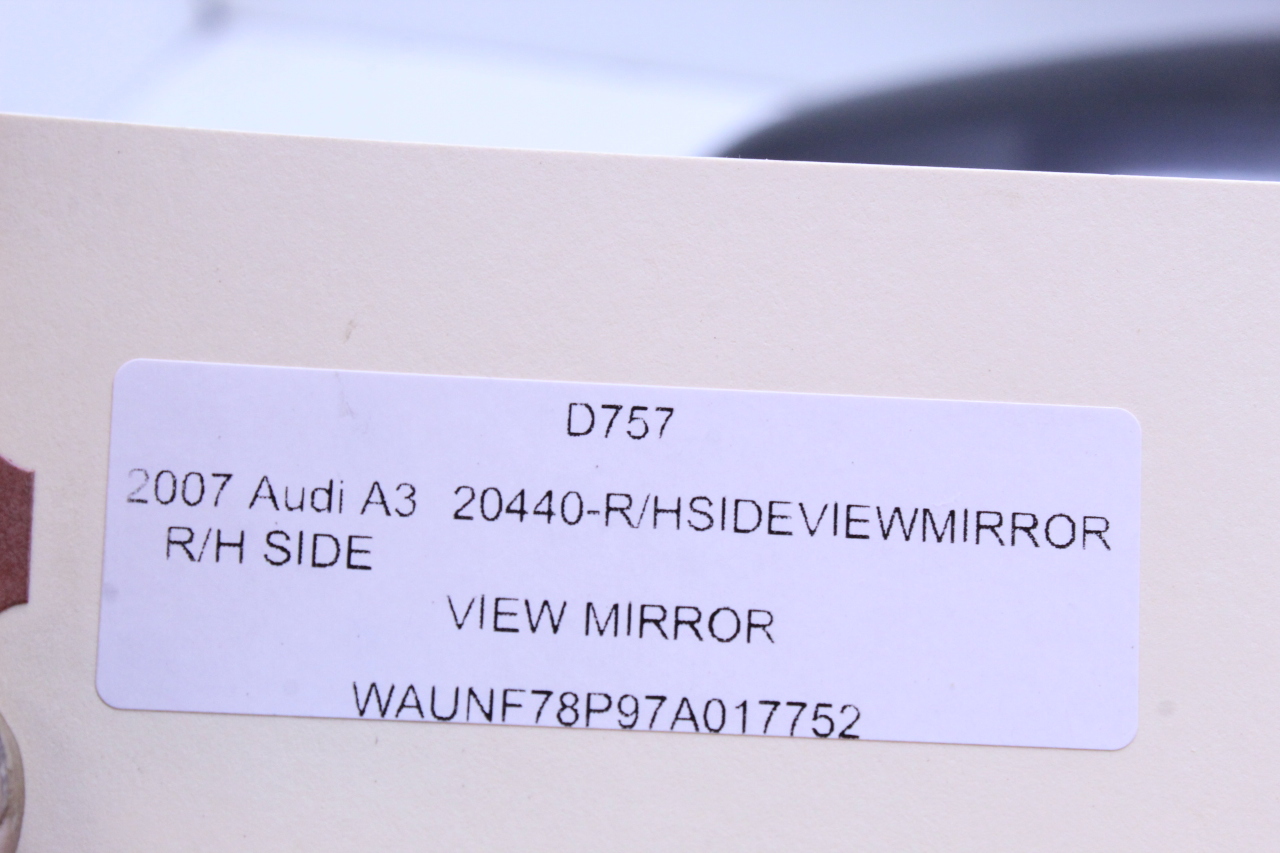 D757
2007 Audi A3 20440-R/HSIDEVIEWMIRROR
R/H SIDE
VIEW MIRROR
WAUNF78P97A017752